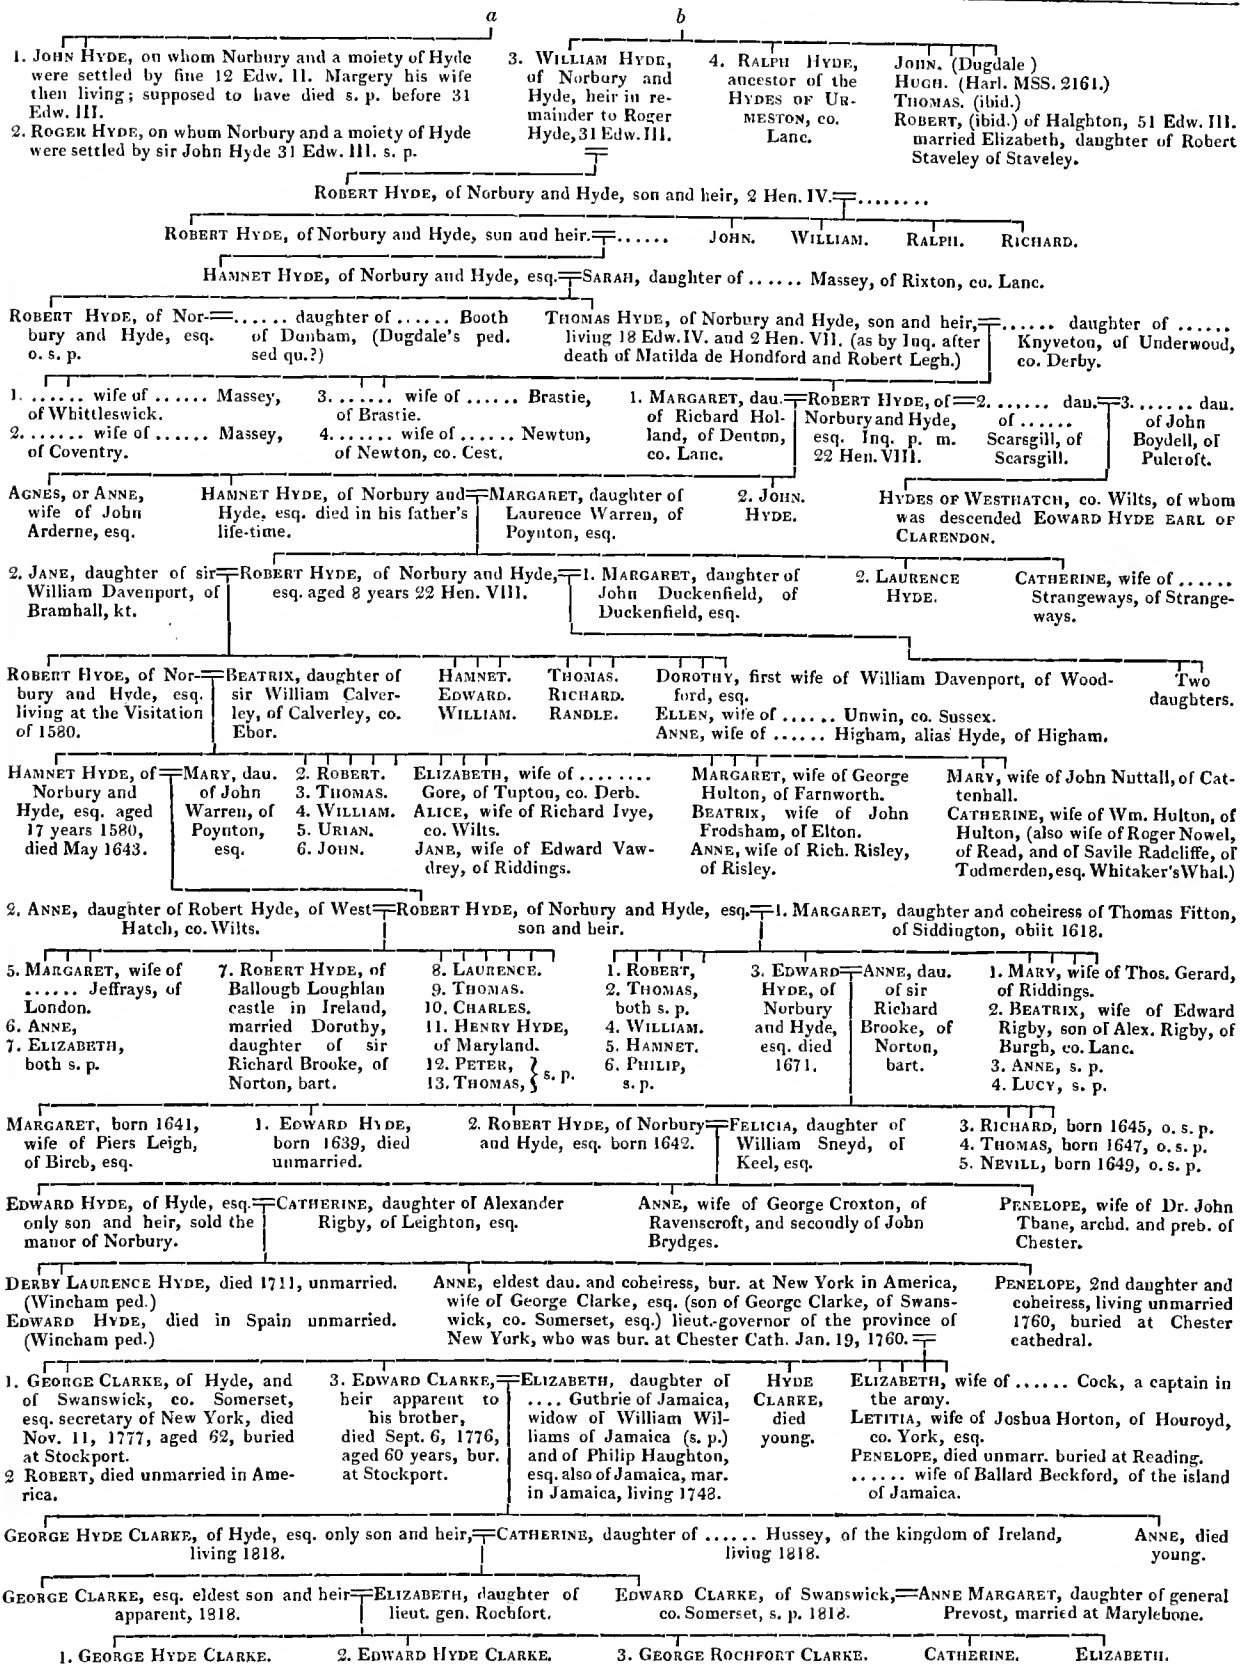 a b
1. JOHN HYDE, on whom Norbury and a moiety of Hyde
were settled by fine 12 Edw. II. Margery his wife
then living; supposed to have died s. p. before 31
Edw. III.
2. ROGER HYDE, on whum Norbury and a moiety of Hyde
were settled by sir John Hyde 31 Edw. III. s. p.
3. WILLIAM HYDE,
of Norbury and
Hyde, heir in re-
mainder to Roger
Hyde, 31 Edw. III.
4. RALPH HYDE,
ancestor of the
HYDES OF UR-
MESTON, co.
Lanc.
JOHN. (Dugdale )
HUGH. (Harl. MSS. 2161.)
THOMAS. (ibid.)
ROBERT, (ibid.) of Halghton, 51 Edw. III.
married Elizabeth, daughter of Robert
Staveley of Staveley.
ROBERT HYDE, of Norbury and Hyde, son and heir, 2 Hen. IV. ........
ROBERT HYDE, of Norbury and Hyde, sun and heir. ......
JOHN. WILLIAM. RALPH. RICHARD.
HAMNET HYDE, of Norbury and Hyde, esq. SARAH, daughter of ...... Massey, of Rixton, co. Lanc.
ROBERT HYDE, of Nor-
bury and Hyde, esq.
o. s. p.
...... daughter of ...... Booth
of Dunham, (Dugdale's ped.
sed qu.?)
THOMAS HYDE, of Norbury and Hyde, son and heir,
living 18 Edw. IV. and 2 Hen. VII. (as by Inq. after
death of Matilda de Hondford and Robert Legh.)
...... daughter of ......
Knyveton, of Underwoud,
co. Derby.
1. ...... wife of ...... Massey,
of Whittleswick.
2. ...... wife of ...... Massey,
of Coventry.
3. ...... wife of ...... Brastie,
of Brastie.
4. ...... wife of ...... Newtun,
of Newton, co. Cest.
1. MARGARET, dau.
of Richard Hol-
land, of Denton,
co. Lanc.
ROBERT HYDE, of
Norbury and Hyde,
esq. Inq. p. m.
22 Hen. VIII.
2. ...... dau.
of ......
Scarsgill, of
Scarsgill.
3. ...... dau.
of John
Boydell, of
Pulcroft.
AGNES, or ANNE,
wife of John
Arderne, esq.
HAMNET HYDE, of Norbury and
Hyde, esq. died in his father's
life-time.
MARGARET, daughter of
Laurence Warren, of
Poynton, esq.
2. JOHN.
HYDE.
HYDES OF WESTHATCH, co. Wilts, of whom
was descended EDWARD HYDE EARL OF
CLARENDON.
2. JANE, daughter of sir
William Davenport, of
Bramhall, kt.
ROBERT HYDE, of Norbury and Hyde,
esq. aged 8 years 22 Hen. VIII.
1. MARGARET, daughter of
John Duckenfield, of
Duckenfield, esq.
2. LAURENCE
HYDE.
CATHERINE, wife of ......
Strangeways, of Strange-
ways.
ROBERT HYDE, of Nor-
bury and Hyde, esq.
living at the Visitation
of 1580.
BEATRIX, daughter of
sir William Calver-
ley, of Calverley, co.
Ebor.
HAMNET.
EDWARD.
WILLIAM.
THOMAS.
RICHARD.
RANDLE.
DOROTHY, first wife of William Davenport, of Wood-
ford, esq.
ELLEN, wife of ...... Unwin, co. Sussex.
ANNE, wife of ...... Higham, alias Hyde, of Higham.
Two
daughters.
HAMNET HYDE, of
Norbury and
Hyde, esq. aged
17 years 1580,
died May 1643.
MARY, dau.
of John
Warren, of
Poynton,
esq.
2. ROBERT.
3. THOMAS.
4. WILLIAM.
5. URIAN.
6. JOHN.
ELIZABETH, wife of ........
Gore, of Tupton, co. Derb.
ALICE, wife of Richard Ivye,
co. Wilts.
JANE, wife of Edward Vaw-
drey, of Riddings.
MARGARET, wife of George
Hulton, of Farnworth.
BEATRIX, wife of John
Frodsham, of Elton.
ANNE, wife of Rich. Risley,
of Risley.
MARY, wife of John Nuttall, of Cat-
tenhall.
CATHERINE, wife of Wm. Hulton, of
Hulton, (also wife of Roger Nowel,
of Read, and of Savile Radcliffe, of
Todmerden, esq. Whitaker's Whal.)
2. ANNE, daughter of Robert Hyde, of West
Hatch, co. Wilts.
ROBERT HYDE, of Norbury and Hyde, esq.
son and heir.
1. MARGARET, daughter and coheiress of Thomas Fitton,
of Siddington, obiit 1618.
5. MARGARET, wife of
...... Jeffrays, of
London.
6. ANNE,
7. ELIZABETH,
both s. p.
7. ROBERT HYDE, of
Ballough Loughlan
castle in Ireland,
married Dorothy,
daughter of sir
Richard Brooke, of
Norton, bart.
8. LAURENCE.
9. THOMAS.
10. CHARLES.
11. HENRY HYDE,
of Maryland.
12. PETER,
13. THOMAS, } s. p.
1. ROBERT,
2. THOMAS,
both s. p.
4. WILLIAM.
5. HAMNET.
6. PHILIP,
s. p.
3. EDWARD
HYDE, of
Norbury
and Hyde,
esq. died
1671.
ANNE, dau.
of sir
Richard
Brooke, of
Norton,
bart.
1. MARY, wife of Thos. Gerard,
of Riddings.
2. BEATRIX, wife of Edward
Rigby, son of Alex. Rigby, of
Burgh, co. Lanc.
3. ANNE, s. p.
4. LUCY, s. p.
MARGARET, born 1641,
wife of Piers Leigh,
of Birch, esq.
1. EDWARD HYDE,
born 1639, died
unmarried.
2. ROBERT HYDE, of Norbury
and Hyde, esq. born 1642.
FELICIA, daughter of
William Sneyd, of
Keel, esq.
3. RICHARD, born 1645, o. s. p.
4. THOMAS, born 1647, o. s. p.
5. NEVILL, born 1649, o. s. p.
EDWARD HYDE, of Hyde, esq.
only son and heir, sold the
manor of Norbury.
CATHERINE, daughter of Alexander
Rigby, of Leighton, esq.
ANNE, wife of George Croxton, of
Ravenscroft, and secondly of John
Brydges.
PENELOPE, wife of Dr. John
Thane, archd. and preb. of
Chester.
DERBY LAURENCE HYDE, died 1711, unmarried.
(Wincham ped.)
EDWARD HYDE, died in Spain unmarried.
(Wincham ped.)
ANNE, eldest dau. and coheiress, bur. at New York in America,
wife of George Clarke, esq. (son of George Clarke, of Swans-
wick, co. Somerset, esq.) lieut.-governor of the province of
New York, who was bur. at Chester Cath. Jan. 19, 1760.
PENELOPE, 2nd daughter and
coheiress, living unmarried
1760, buried at Chester
cathedral.
1. GEORGE CLARKE, of Hyde, and
of Swanswick, co. Somerset,
esq. secretary of New York, died
Nov. 11, 1777, aged 62, buried
at Stockport.
2 ROBERT, died unmarried in Ame-
rica.
3. EDWARD CLARKE,
heir apparent to
his brother,
died Sept. 6, 1776,
aged 60 years, bur.
at Stockport.
ELIZABETH, daughter of
.... Guthrie of Jamaica,
widow of William Wil-
liams of Jamaica (s. p.)
and of Philip Haughton,
esq. also of Jamaica, mar.
in Jamaica, living 1748.
HYDE
CLARKE,
died
young.
ELIZABETH, wife of ...... Cock, a captain in
the army.
LETITIA, wife of Joshua Horton, of Houroyd,
co. York, esq.
PENELOPE, died unmarr. buried at Reading.
...... wife of Ballard Beckford, of the island
of Jamaica.
GEORGE HYDE CLARKE, of Hyde, esq. only son and heir,
living 1818.
CATHERINE, daughter of ...... Hussey, of the kingdom of Ireland,
living 1818.
ANNE, died
young.
GEORGE CLARKE, esq. eldest son and heir
apparent, 1818.
ELIZABETH, daughter of
lieut. gen. Rochfort.
EDWARD CLARKE, of Swanswick,
co. Somerset, s. p. 1818.
ANNE MARGARET, daughter of general
Prevost, married at Marylebone.
1. GEORGE HYDE CLARKE. 2. EDWARD HYDE CLARKE. 3. GEORGE ROCHFORT CLARKE. CATHERINE. ELIZABETH.